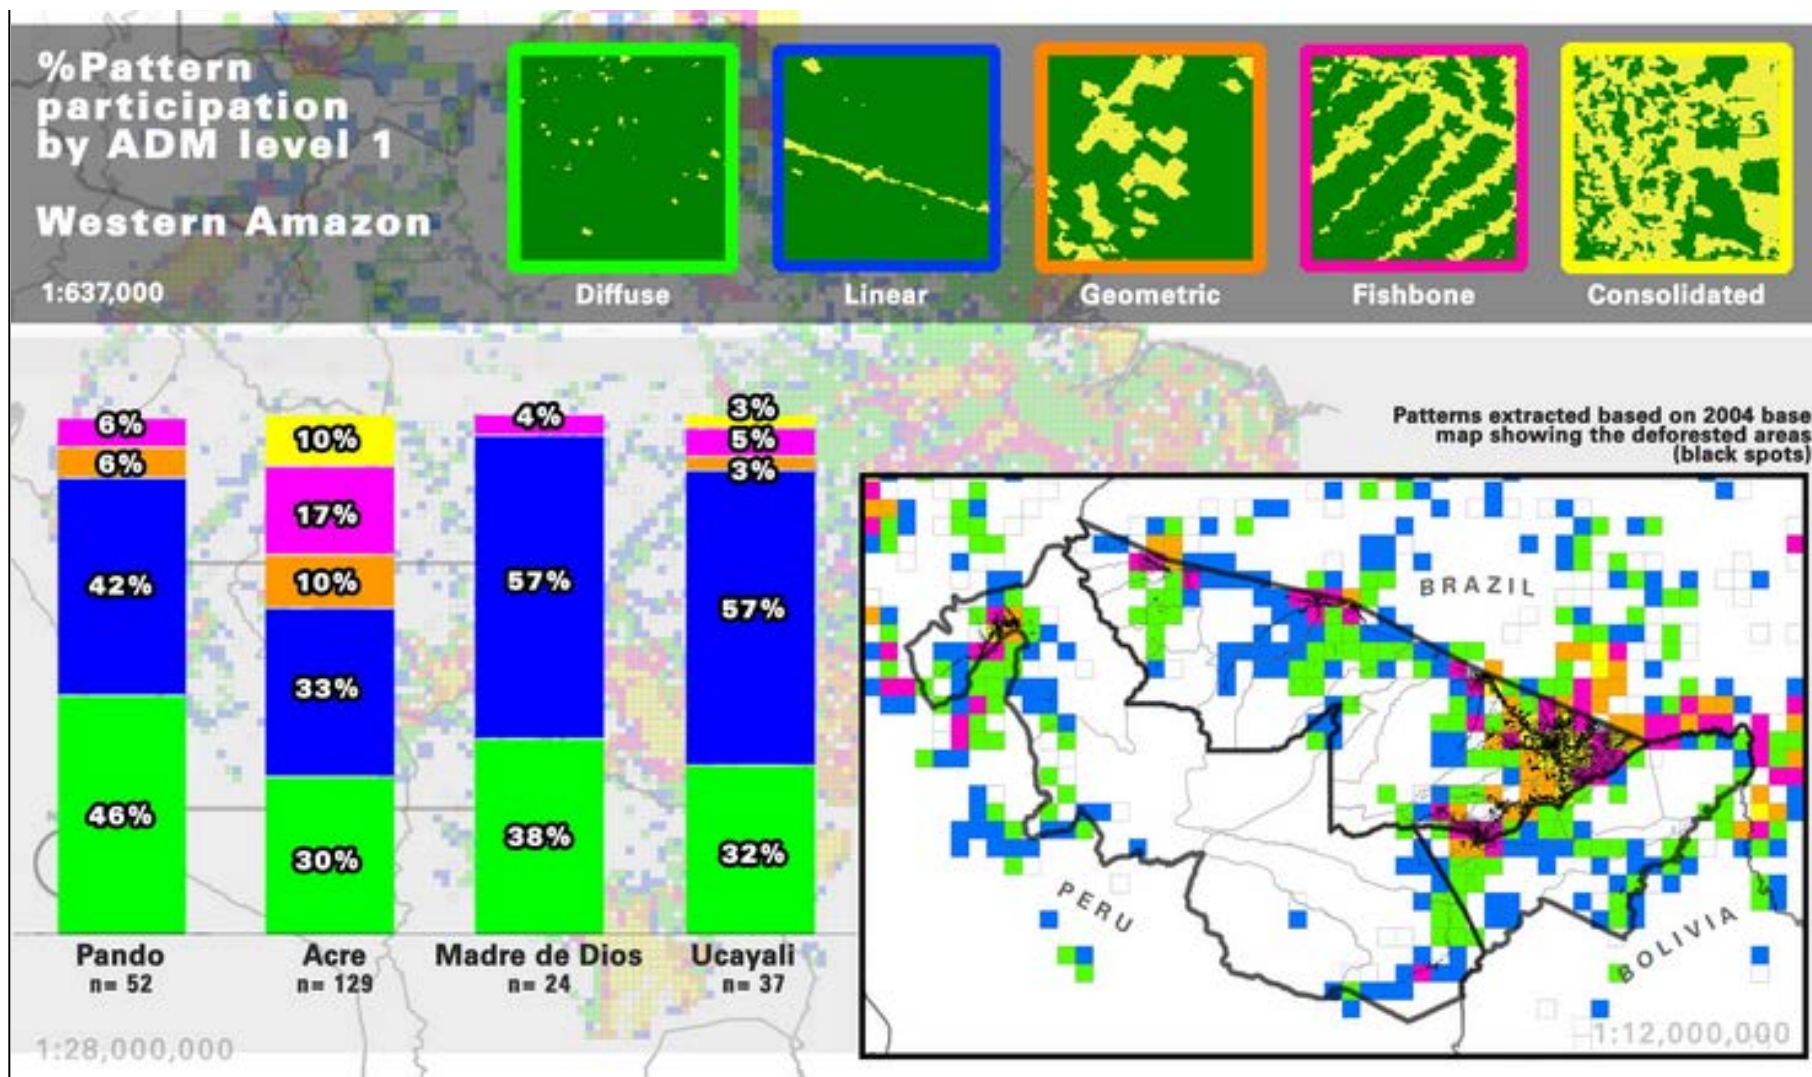 %Pattern
participation
by ADM level 1
Western Amazon
1:637,000
Diffuse
Linear
Geometric
Fishbone
Consolidated
6%
6%
42%
46%
10%
17%
10%
33%
30%
4%
57%
38%
3%
5%
3%
57%
32%
Pando
n= 52
Acre
n= 129
Madre de Dios
n= 24
Ucayali
n= 37
1:28,000,000
Patterns extracted based on 2004 base
map showing the deforested areas
(black spots)
BRAZIL
PERU
BOLIVIA
1:12,000,000